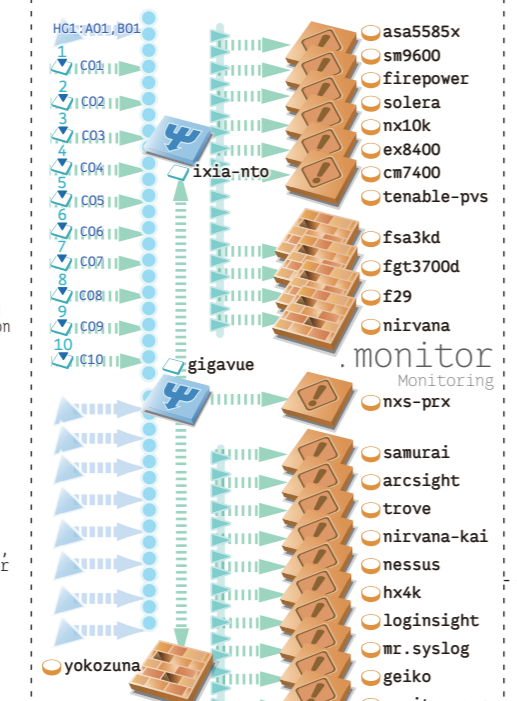 HG1:A01,B01
1
C01
2
C02
3
C03
4
C04
5
C05
6
C06
7
C07
8
C08
9
C09
10
C10
ixia-nto
gigavue
asa5585x
sm9600
firepower
solera
nx10k
ex8400
cm7400
tenable-pvs
fsa3kd
fgt3700d
f29
nirvana
.monitor
Monitoring
nxs-prx
samurai
arcsight
trove
nirvana-kai
nessus
hx4k
loginsight
mr.syslog
geiko
yokozuna
on
,
r